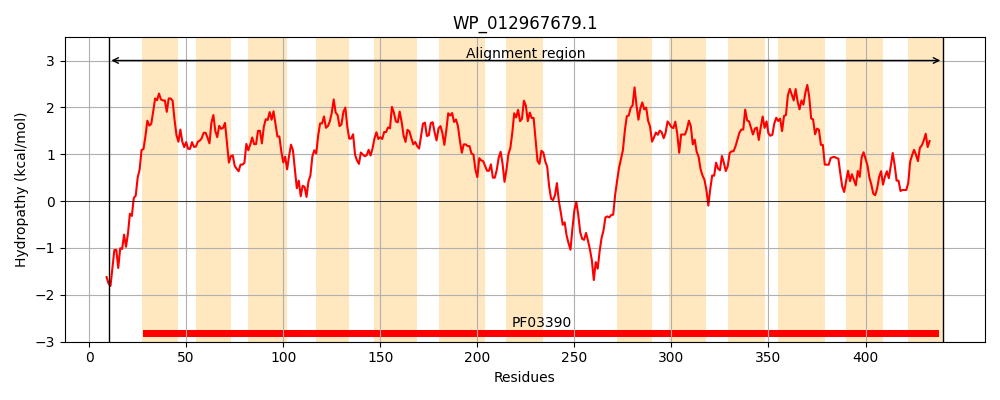 WP_012967679.1
Alignment region
3
2
1
0
−1
−2
−3
Hydropathy (kcal/mol)
PF03390
0 50 100 150 200 250 300 350 400
Residues